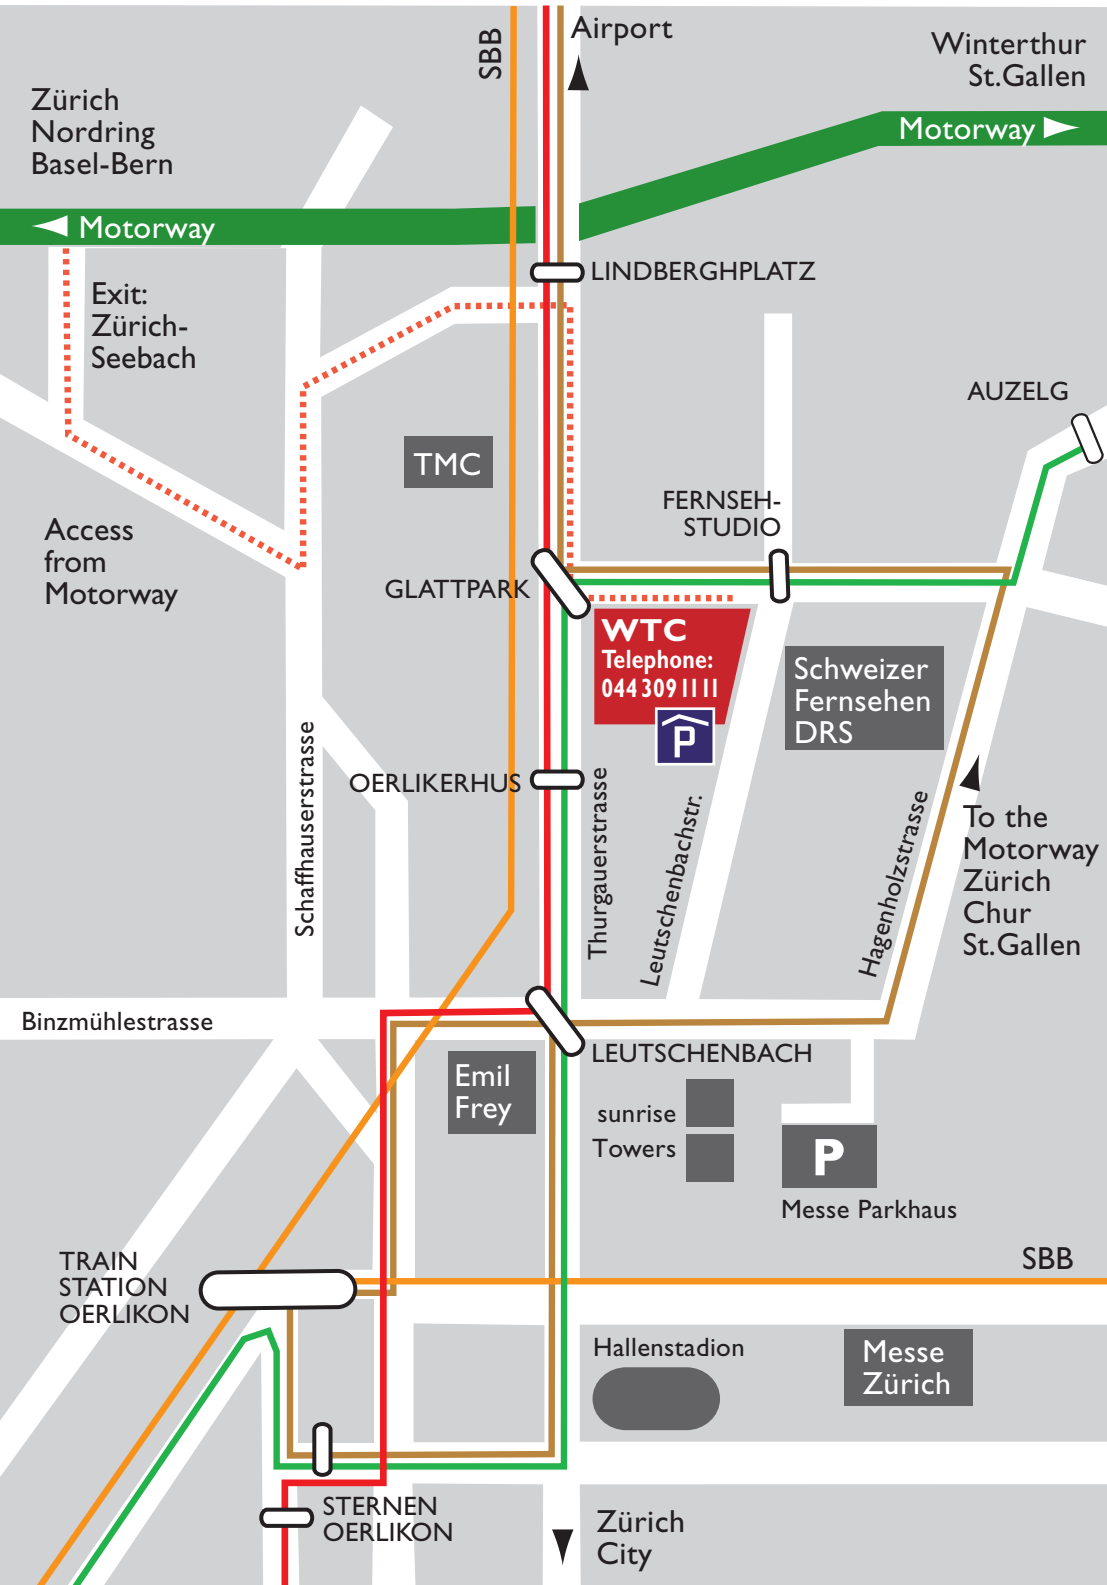 SBB
Airport
Winterthur
St.Gallen
Zürich
Nordring
Basel-Bern
Motorway
Motorway
LINDBERGHPLATZ
Exit:
Zürich-
Seebach
AUZELG
TMC
FERNSEH-
STUDIO
Access
from
Motorway
GLATTPARK
WTC
Telephone:
044 309 11 11
P
Schweizer
Fernsehen
DRS
Schaffhauserstrasse
OERLIKERHUS
Thurgauerstrasse
Leutschenbachstr.
Hagenholzstrasse
To the
Motorway
Zürich
Chur
St.Gallen
Binzmühlestrasse
LEUTSCHENBACH
Emil
Frey
sunrise
Towers
P
Messe Parkhaus
TRAIN
STATION
OERLIKON
SBB
Hallenstadion
Messe
Zürich
STERNEN
OERLIKON
Zürich
City